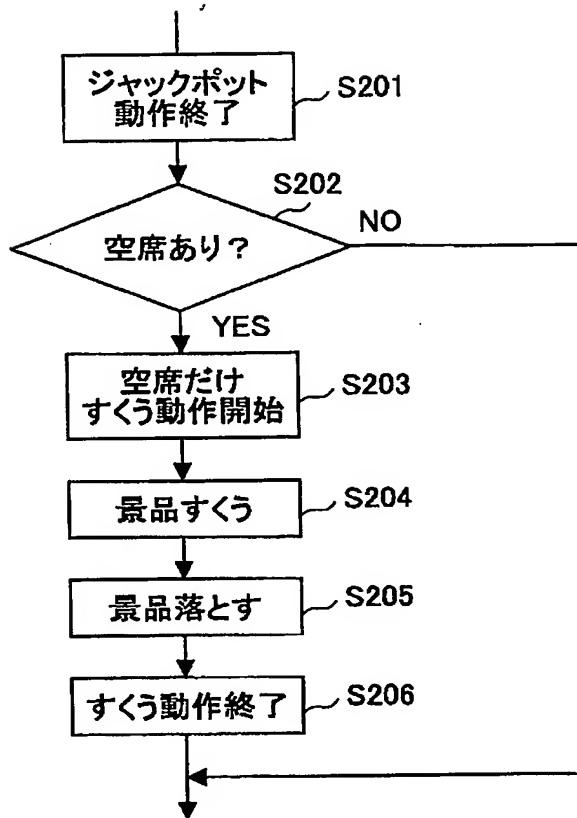 ジャックポット
動作終了
S201
S202
空席あり?
NO
YES
空席だけ
すくう動作開始
S203
景品すくう
S204
景品落とす
S205
すくう動作終了
S206